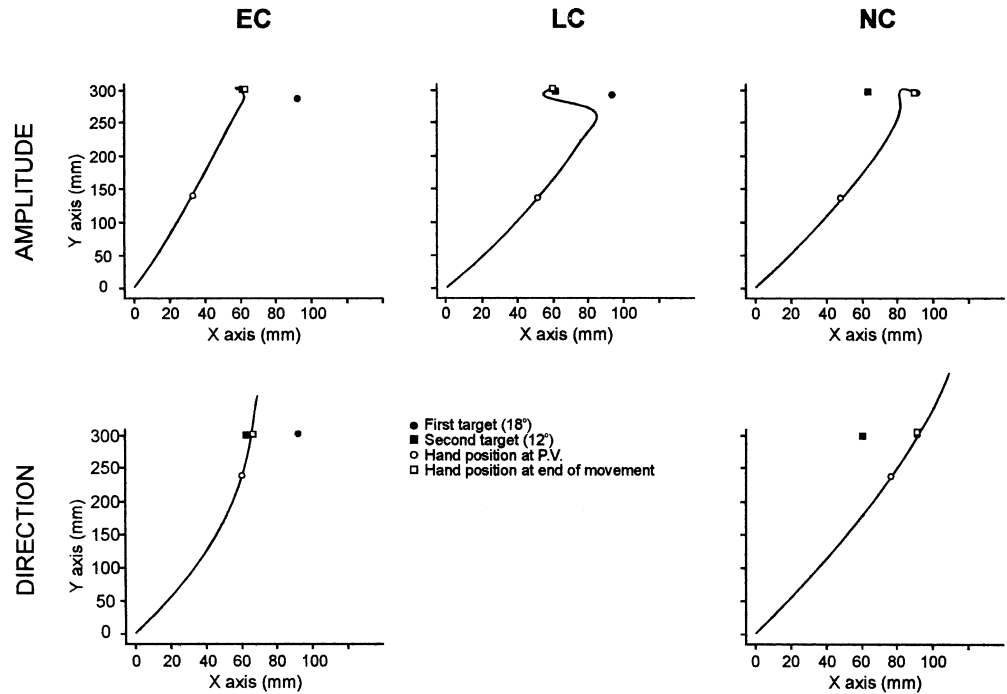 EC LC NC
AMPLITUDE
Y axis (mm)
300
250
200
150
100
50
0
0 20 40 60 80 100
X axis (mm)
0 20 40 60 80 100
X axis (mm)
0 20 40 60 80 100
X axis (mm)
DIRECTION
Y axis (mm)
300
250
200
150
100
50
0
0 20 40 60 80 100
X axis (mm)
First target (18°)
Second target (12°)
Hand position at P.V.
Hand position at end of movement
0 20 40 60 80 100
X axis (mm)